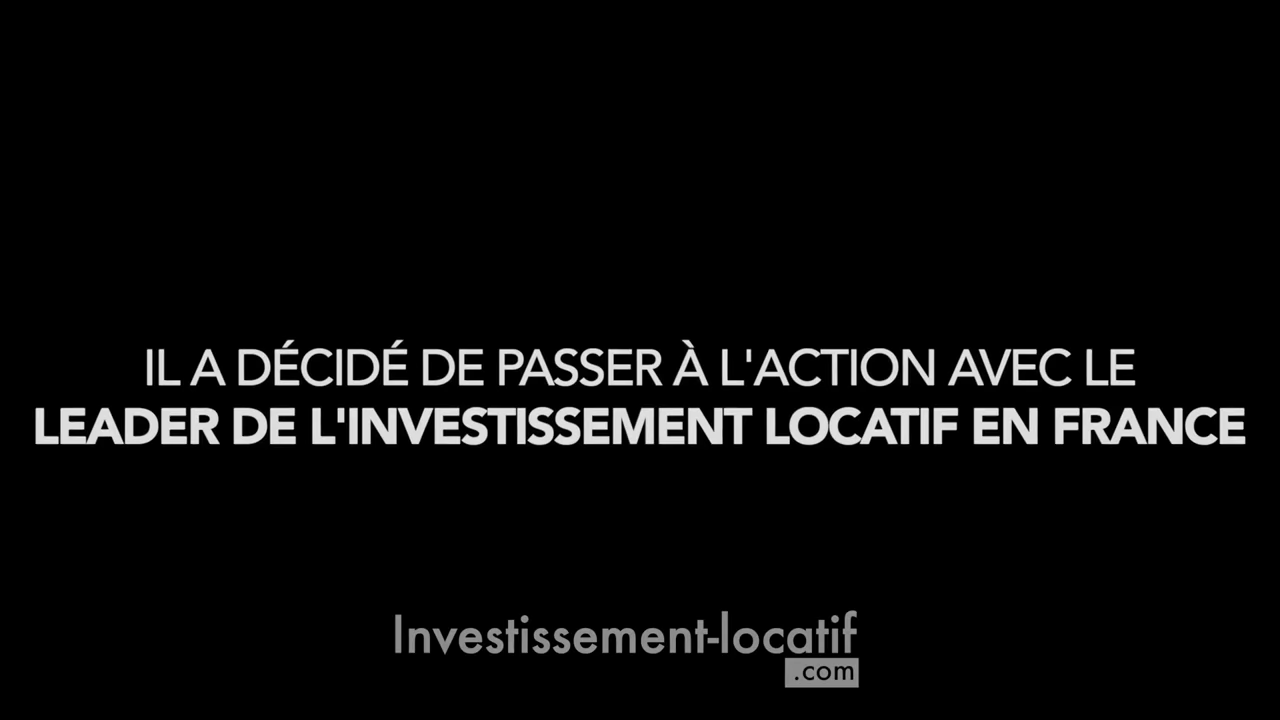 IL A DÉCIDÉ DE PASSER À L'ACTION AVEC LE
LEADER DE L'INVESTISSEMENT LOCATIF EN FRANCE
Investissement-locatif
.com